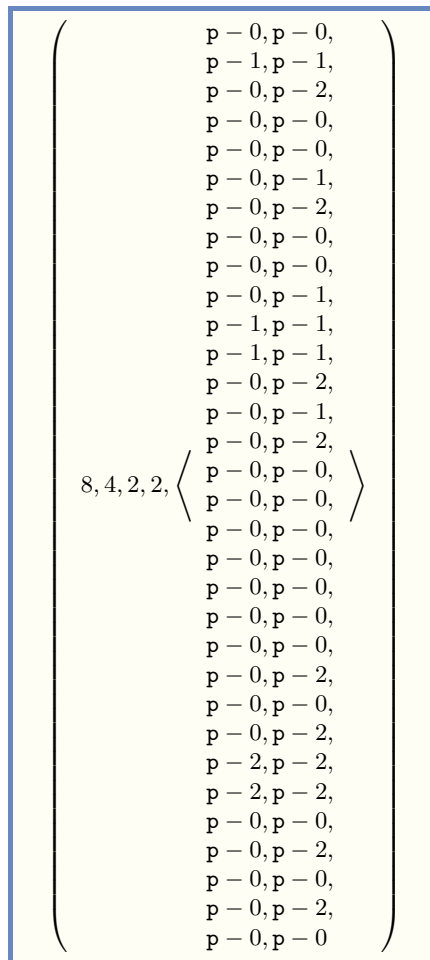 p − 0, p − 0,
p − 1, p − 1,
p − 0, p − 2,
p − 0, p − 0,
p − 0, p − 0,
p − 0, p − 1,
p − 0, p − 2,
p − 0, p − 0,
p − 0, p − 0,
p − 0, p − 1,
p − 1, p − 1,
p − 1, p − 1,
p − 0, p − 2,
p − 0, p − 1,
p − 0, p − 2,
( 8, 4, 2, 2, ⟨ p − 0, p − 0, ⟩ )
p − 0, p − 0,
p − 0, p − 0,
p − 0, p − 0,
p − 0, p − 0,
p − 0, p − 0,
p − 0, p − 0,
p − 0, p − 2,
p − 0, p − 0,
p − 0, p − 2,
p − 2, p − 2,
p − 2, p − 2,
p − 0, p − 0,
p − 0, p − 2,
p − 0, p − 0,
p − 0, p − 2,
p − 0, p − 0